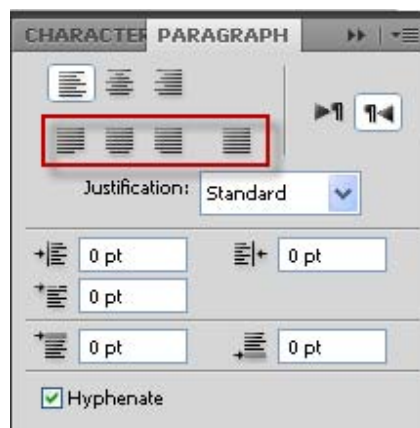 CHARACTER PARAGRAPH
Justification: Standard
0 pt 0 pt
0 pt
0 pt 0 pt
Hyphenate